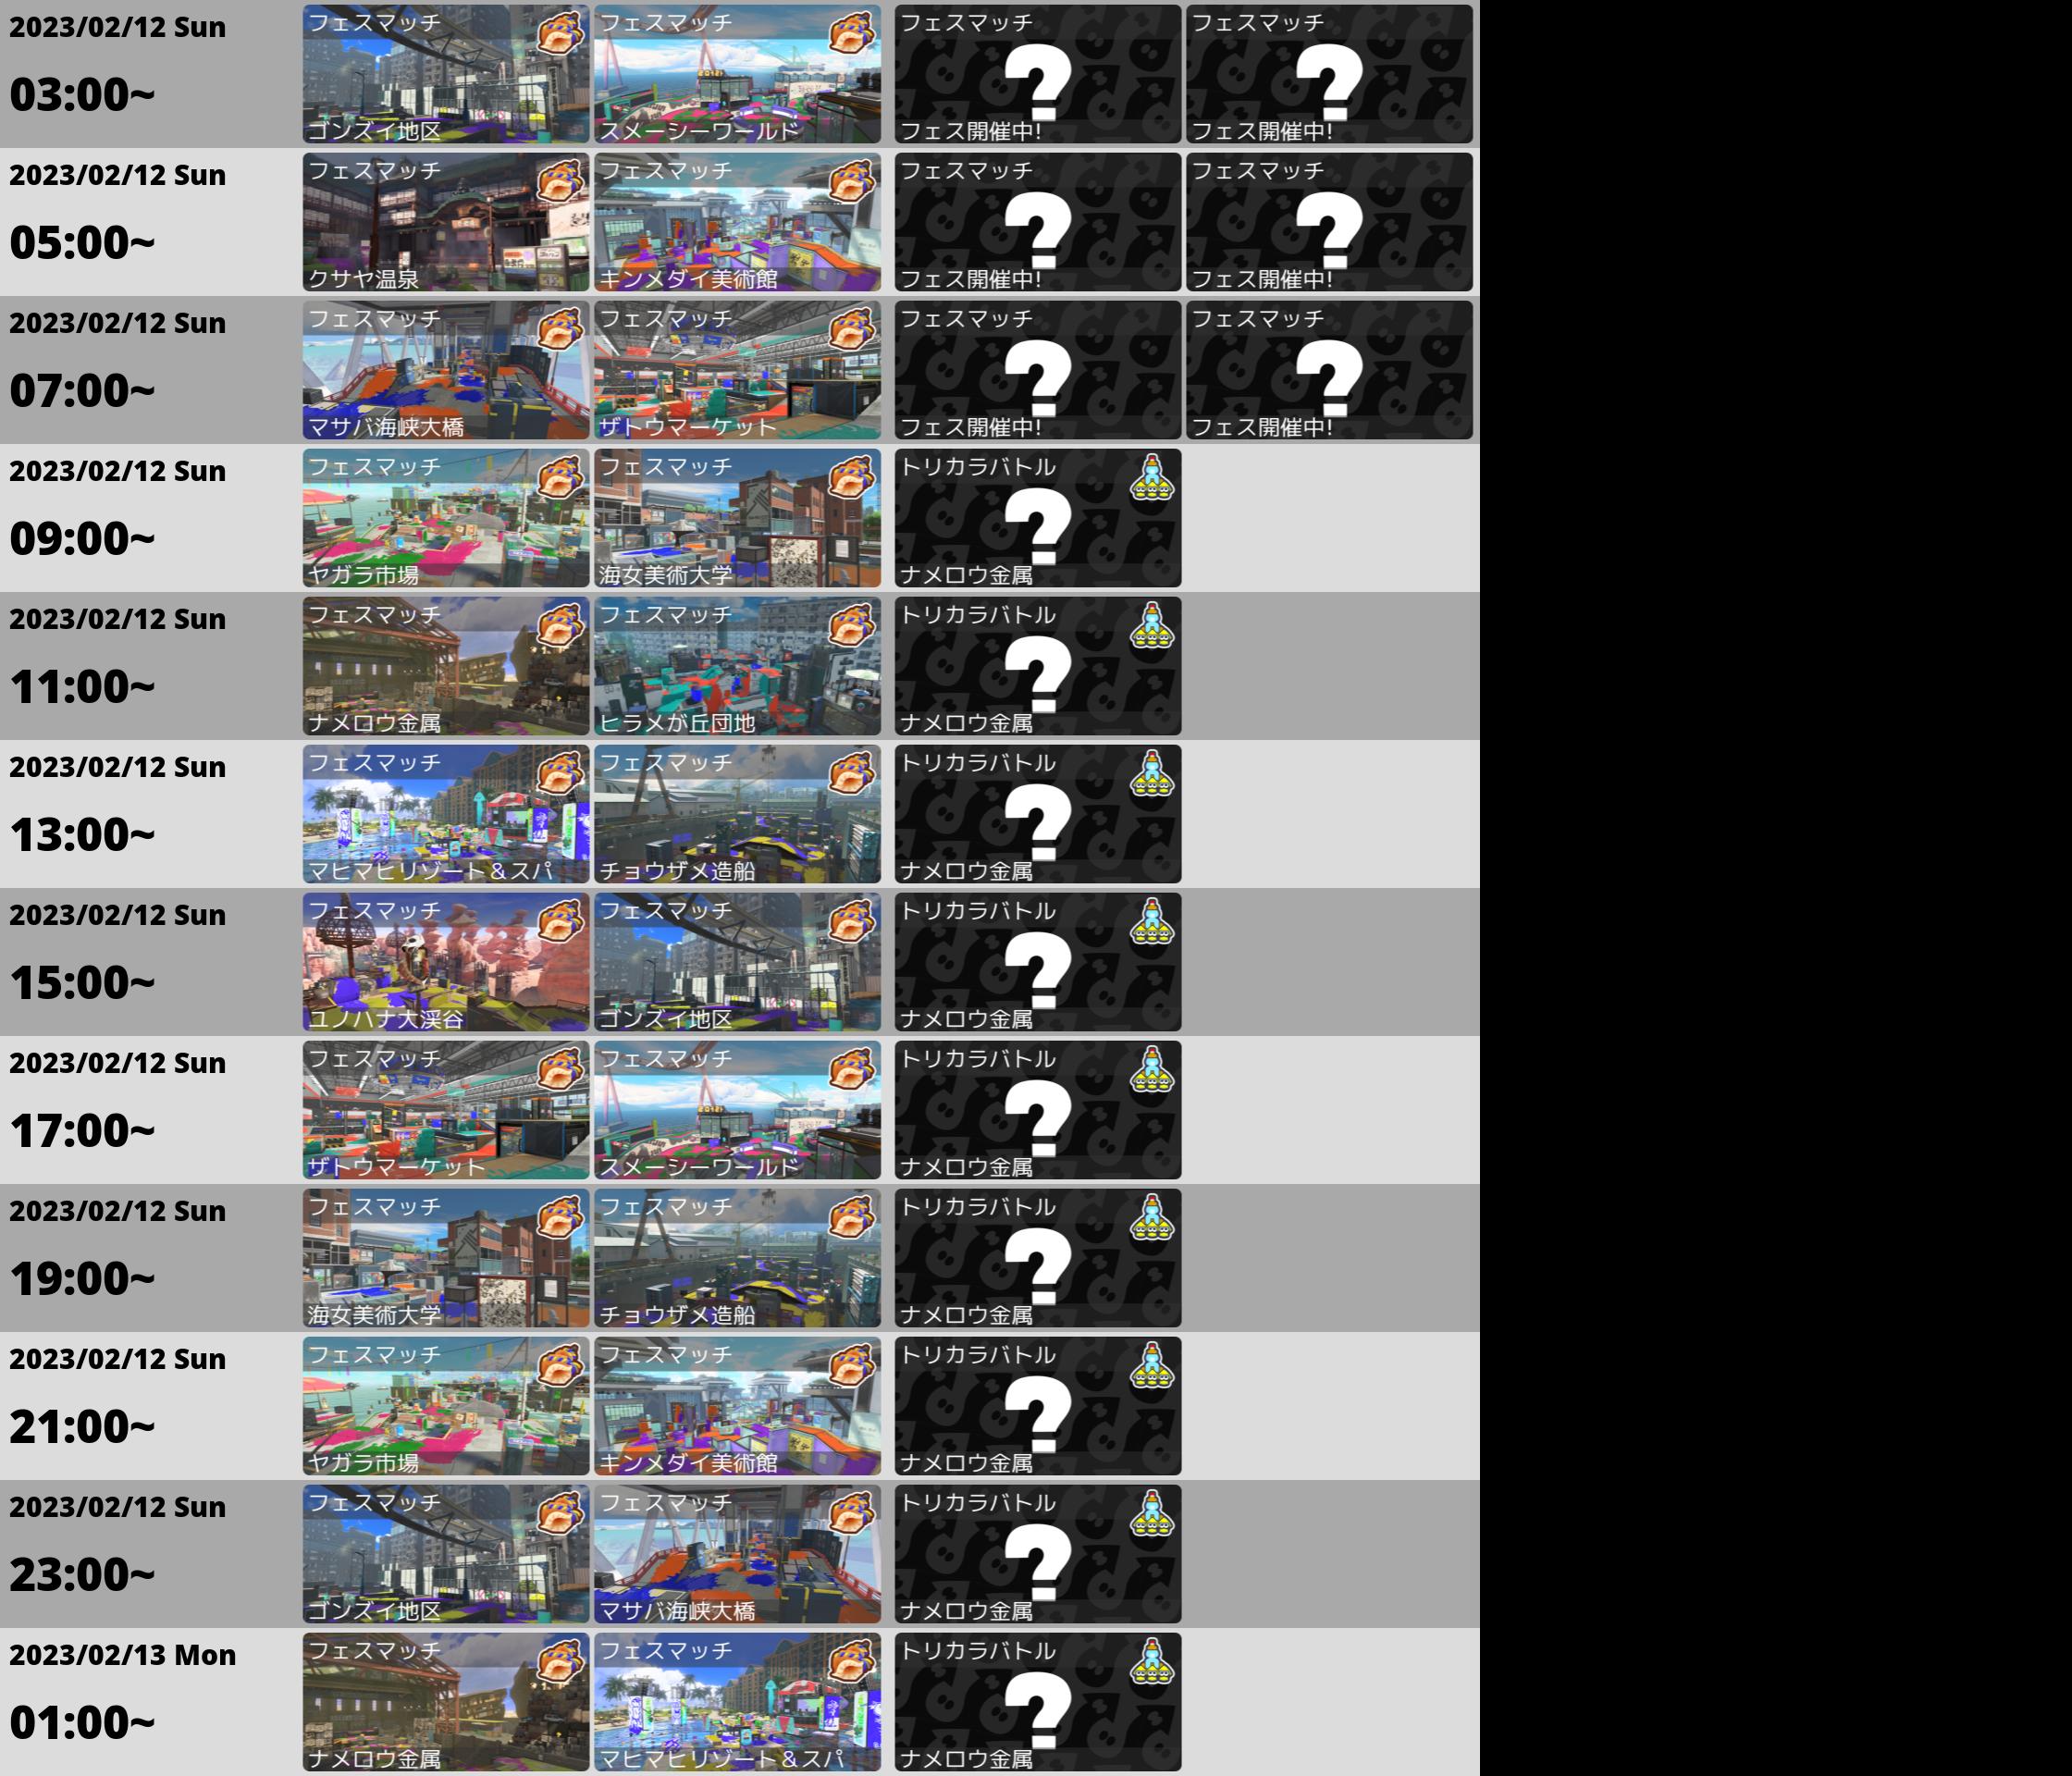 2023/02/12 Sun
03:00~
フェスマッチ
ゴンズイ地区
フェスマッチ
スメーシーワールド
フェスマッチ
?
フェス開催中!
フェスマッチ
?
フェス開催中!
2023/02/12 Sun
05:00~
フェスマッチ
クサヤ温泉
フェスマッチ
キンメダイ美術館
フェスマッチ
?
フェス開催中!
フェスマッチ
?
フェス開催中!
2023/02/12 Sun
07:00~
フェスマッチ
マサバ海峡大橋
フェスマッチ
ザトウマーケット
フェスマッチ
?
フェス開催中!
フェスマッチ
?
フェス開催中!
2023/02/12 Sun
09:00~
フェスマッチ
ヤガラ市場
フェスマッチ
海女美術大学
トリカラバトル
?
ナメロウ金属
2023/02/12 Sun
11:00~
フェスマッチ
ナメロウ金属
フェスマッチ
ヒラメが丘団地
トリカラバトル
?
ナメロウ金属
2023/02/12 Sun
13:00~
フェスマッチ
マヒマヒリゾート＆スパ
フェスマッチ
チョウザメ造船
トリカラバトル
?
ナメロウ金属
2023/02/12 Sun
15:00~
フェスマッチ
ユノハナ大渓谷
フェスマッチ
ゴンズイ地区
トリカラバトル
?
ナメロウ金属
2023/02/12 Sun
17:00~
フェスマッチ
ザトウマーケット
フェスマッチ
スメーシーワールド
トリカラバトル
?
ナメロウ金属
2023/02/12 Sun
19:00~
フェスマッチ
海女美術大学
フェスマッチ
チョウザメ造船
トリカラバトル
?
ナメロウ金属
2023/02/12 Sun
21:00~
フェスマッチ
ヤガラ市場
フェスマッチ
キンメダイ美術館
トリカラバトル
?
ナメロウ金属
2023/02/12 Sun
23:00~
フェスマッチ
ゴンズイ地区
フェスマッチ
マサバ海峡大橋
トリカラバトル
?
ナメロウ金属
2023/02/13 Mon
01:00~
フェスマッチ
ナメロウ金属
フェスマッチ
マヒマヒリゾート＆スパ
トリカラバトル
?
ナメロウ金属